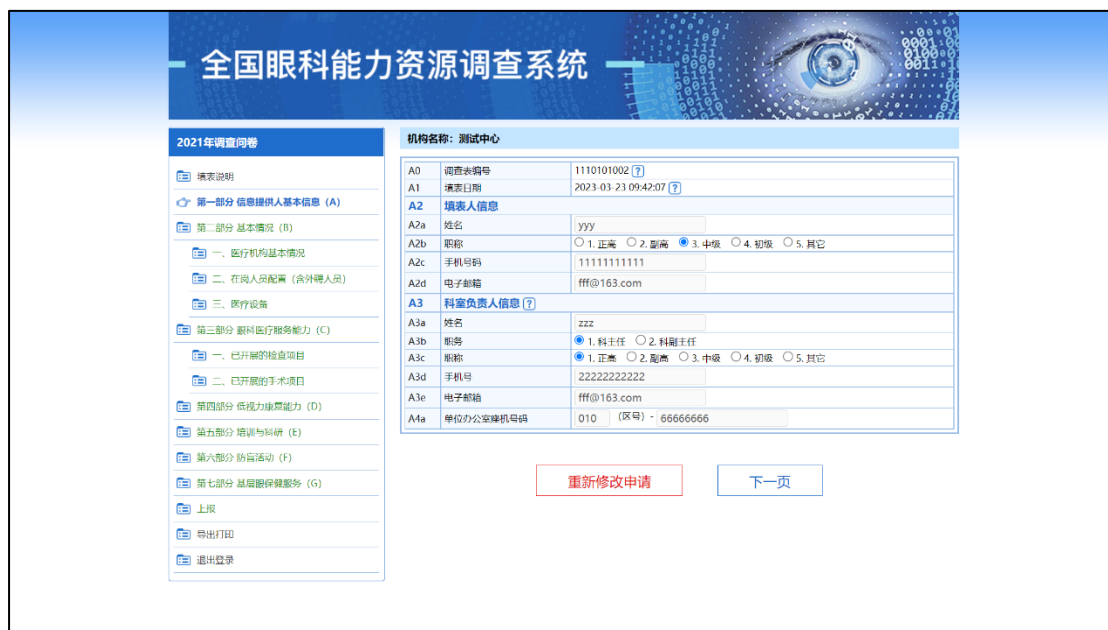 全国眼科能力资源调查系统
2021年调查问卷
填表说明
第一部分 信息提供人基本信息（A）
第二部分 基本情况（B）
一、医疗机构基本情况
二、在岗人员配置（含外聘人员）
三、医疗设备
第三部分 眼科医疗服务能力（C）
一、已开展的检查项目
二、已开展的手术项目
第四部分 低视力康复能力（D）
第五部分 培训与科研（E）
第六部分 防盲活动（F）
第七部分 基层眼保健服务（G）
上报
导出打印
退出登录
机构名称：测试中心
A0 调查表编号 1110101002 ?
A1 填表日期 2023-03-23 09:42:07 ?
A2 填表人信息
A2a 姓名 yyy
A2b 职称 1. 正高 2. 副高 3. 中级 4. 初级 5. 其它
A2c 手机号码 11111111111
A2d 电子邮箱 fff@163.com
A3 科室负责人信息 ?
A3a 姓名 zzz
A3b 职务 1. 科主任 2. 科副主任
A3c 职称 1. 正高 2. 副高 3. 中级 4. 初级 5. 其它
A3d 手机号 22222222222
A3e 电子邮箱 fff@163.com
A4a 单位办公室座机号码 010 （区号）- 66666666
重新修改申请 下一页